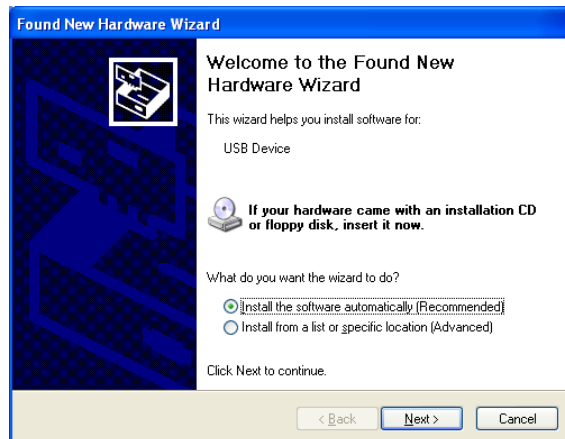 Found New Hardware Wizard
Welcome to the Found New
Hardware Wizard
This wizard helps you install software for:
USB Device
If your hardware came with an installation CD
or floppy disk, insert it now.
What do you want the wizard to do?
Install the software automatically (Recommended)
Install from a list or specific location (Advanced)
Click Next to continue.
< Back Next > Cancel